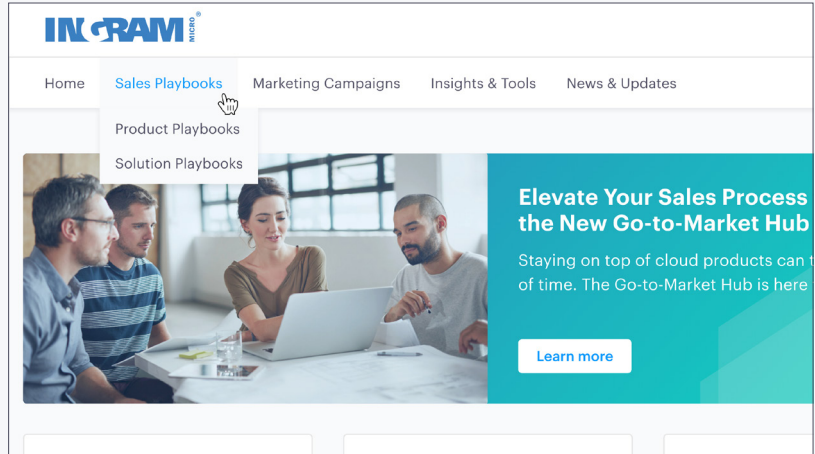 INGRAM MICRO®
Home Sales Playbooks Marketing Campaigns Insights & Tools News & Updates
Product Playbooks
Solution Playbooks
Elevate Your Sales Process
the New Go-to-Market Hub
Staying on top of cloud products can t
of time. The Go-to-Market Hub is here
Learn more